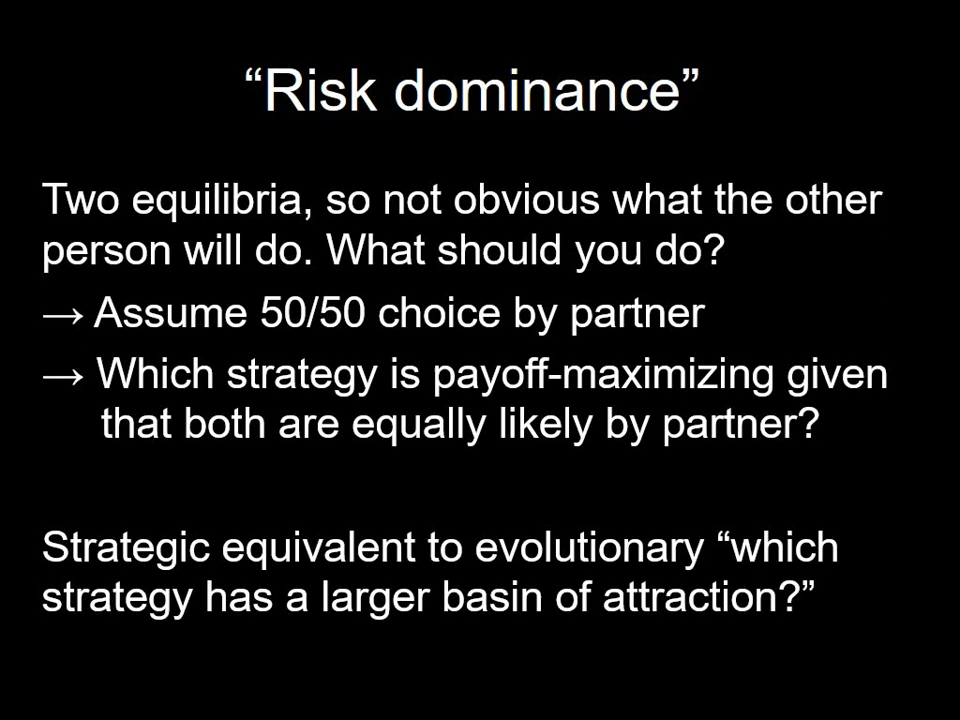 “Risk dominance”
Two equilibria, so not obvious what the other
person will do. What should you do?
→ Assume 50/50 choice by partner
→ Which strategy is payoff-maximizing given
that both are equally likely by partner?
Strategic equivalent to evolutionary “which
strategy has a larger basin of attraction?”